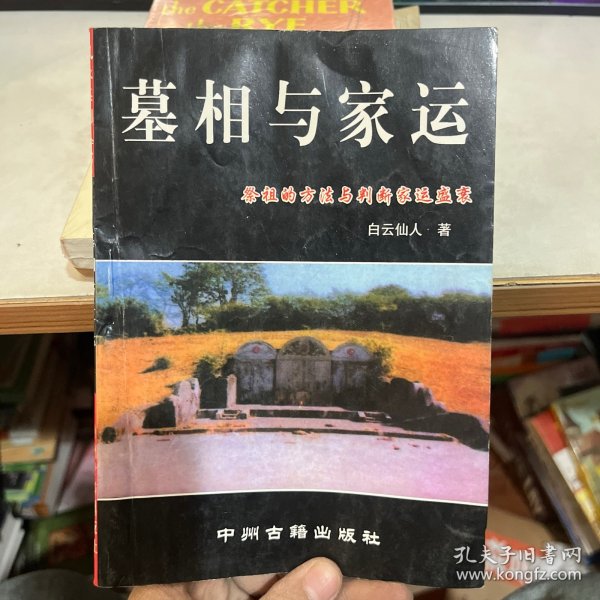 the CATCHER
the RYE
墓相与家运
祭祖的方法与判断家运盛衰
白云仙人 著
中州古籍出版社
孔夫子旧书网
www.kongfz.com